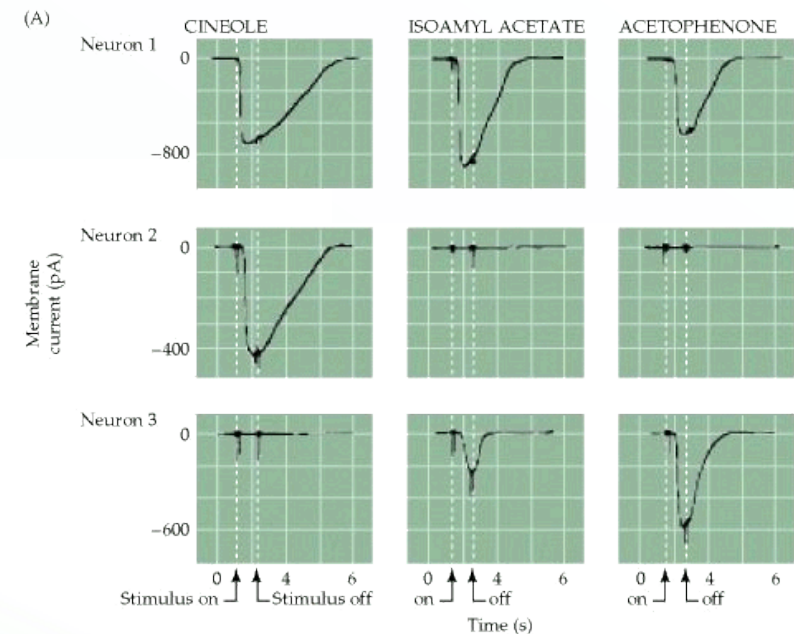 (A)
CINEOLE ISOAMYL ACETATE ACETOPHENONE
Neuron 1
0
−800
Neuron 2
0
Membrane
current (pA)
−400
Neuron 3
0
−600
0 4 6 0 4 6 0 4 6
Stimulus on Stimulus off on off on off
Time (s)